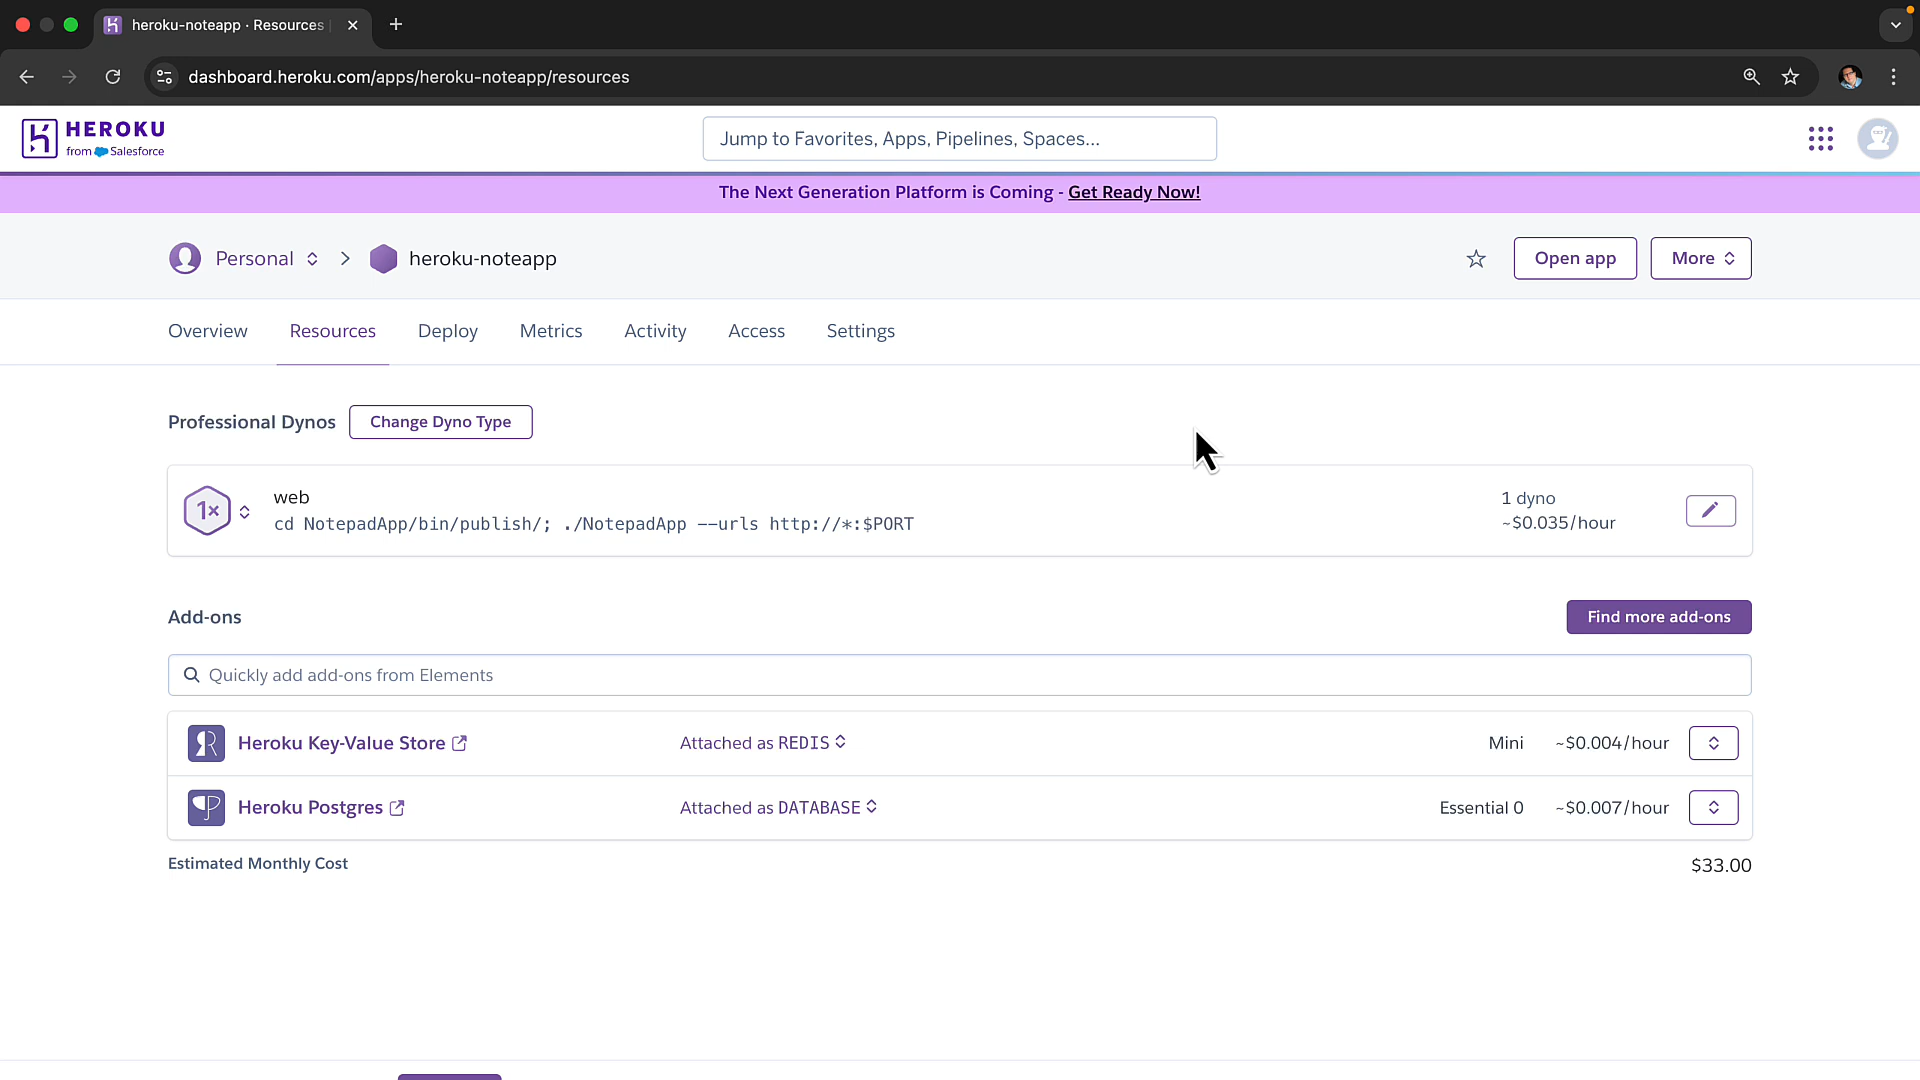 heroku-noteapp · Resources
dashboard.heroku.com/apps/heroku-noteapp/resources
HEROKU
from Salesforce
Jump to Favorites, Apps, Pipelines, Spaces...
The Next Generation Platform is Coming - Get Ready Now!
Personal > heroku-noteapp
Open app
More
Overview
Resources
Deploy
Metrics
Activity
Access
Settings
Professional Dynos
Change Dyno Type
1×
web
cd NotepadApp/bin/publish/; ./NotepadApp --urls http://*:$PORT
1 dyno
~$0.035/hour
Add-ons
Find more add-ons
Quickly add add-ons from Elements
Heroku Key-Value Store
Attached as REDIS
Mini
~$0.004/hour
Heroku Postgres
Attached as DATABASE
Essential 0
~$0.007/hour
Estimated Monthly Cost
$33.00